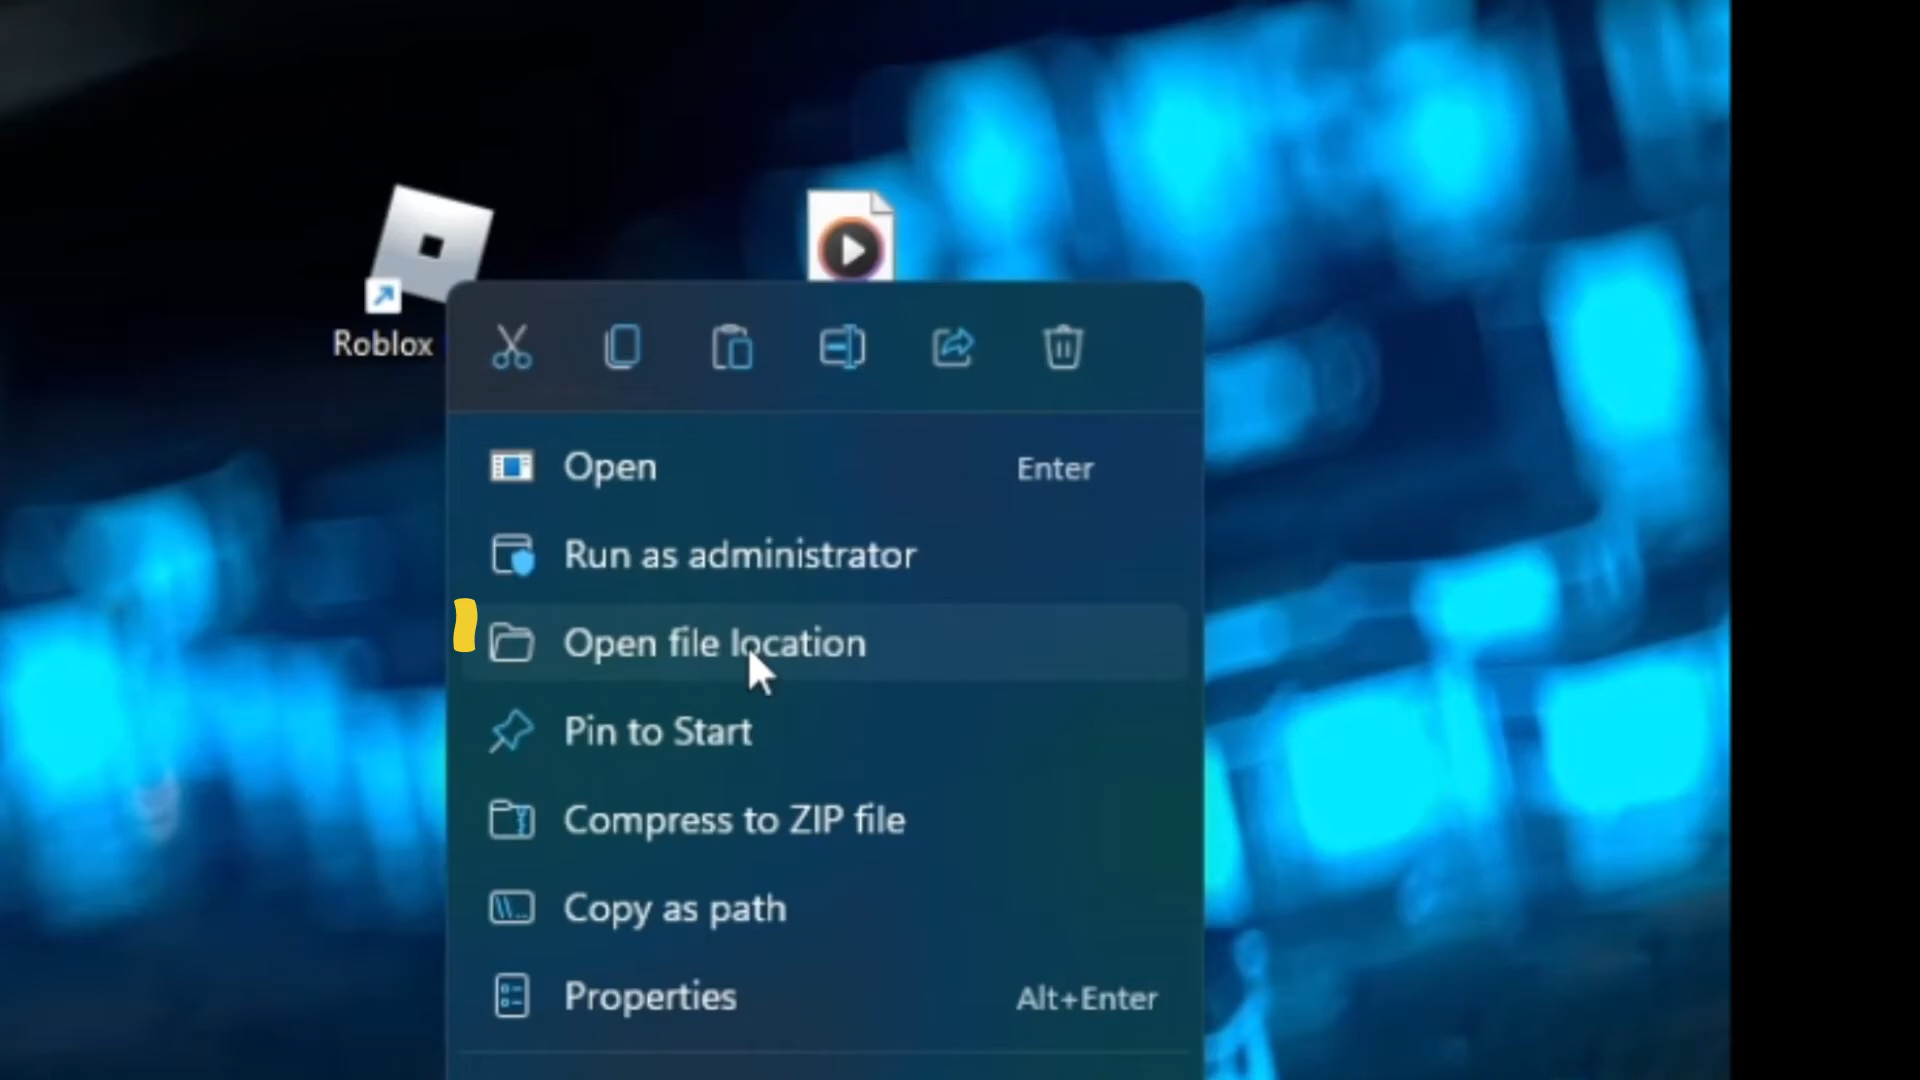 Roblox
Open Enter
Run as administrator
Open file location
Pin to Start
Compress to ZIP file
Copy as path
Properties Alt+Enter